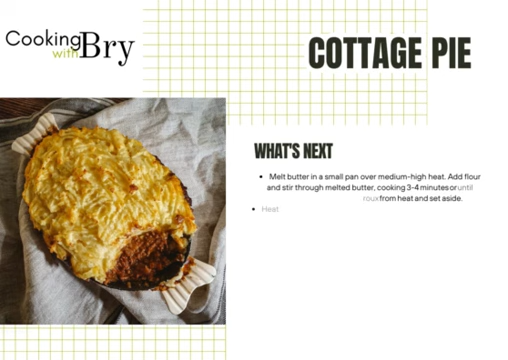 Cooking
with Bry
COTTAGE PIE
WHAT'S NEXT
• Melt butter in a small pan over medium-high heat. Add flour
and stir through melted butter, cooking 3-4 minutes or until
roux from heat and set aside.
• Heat